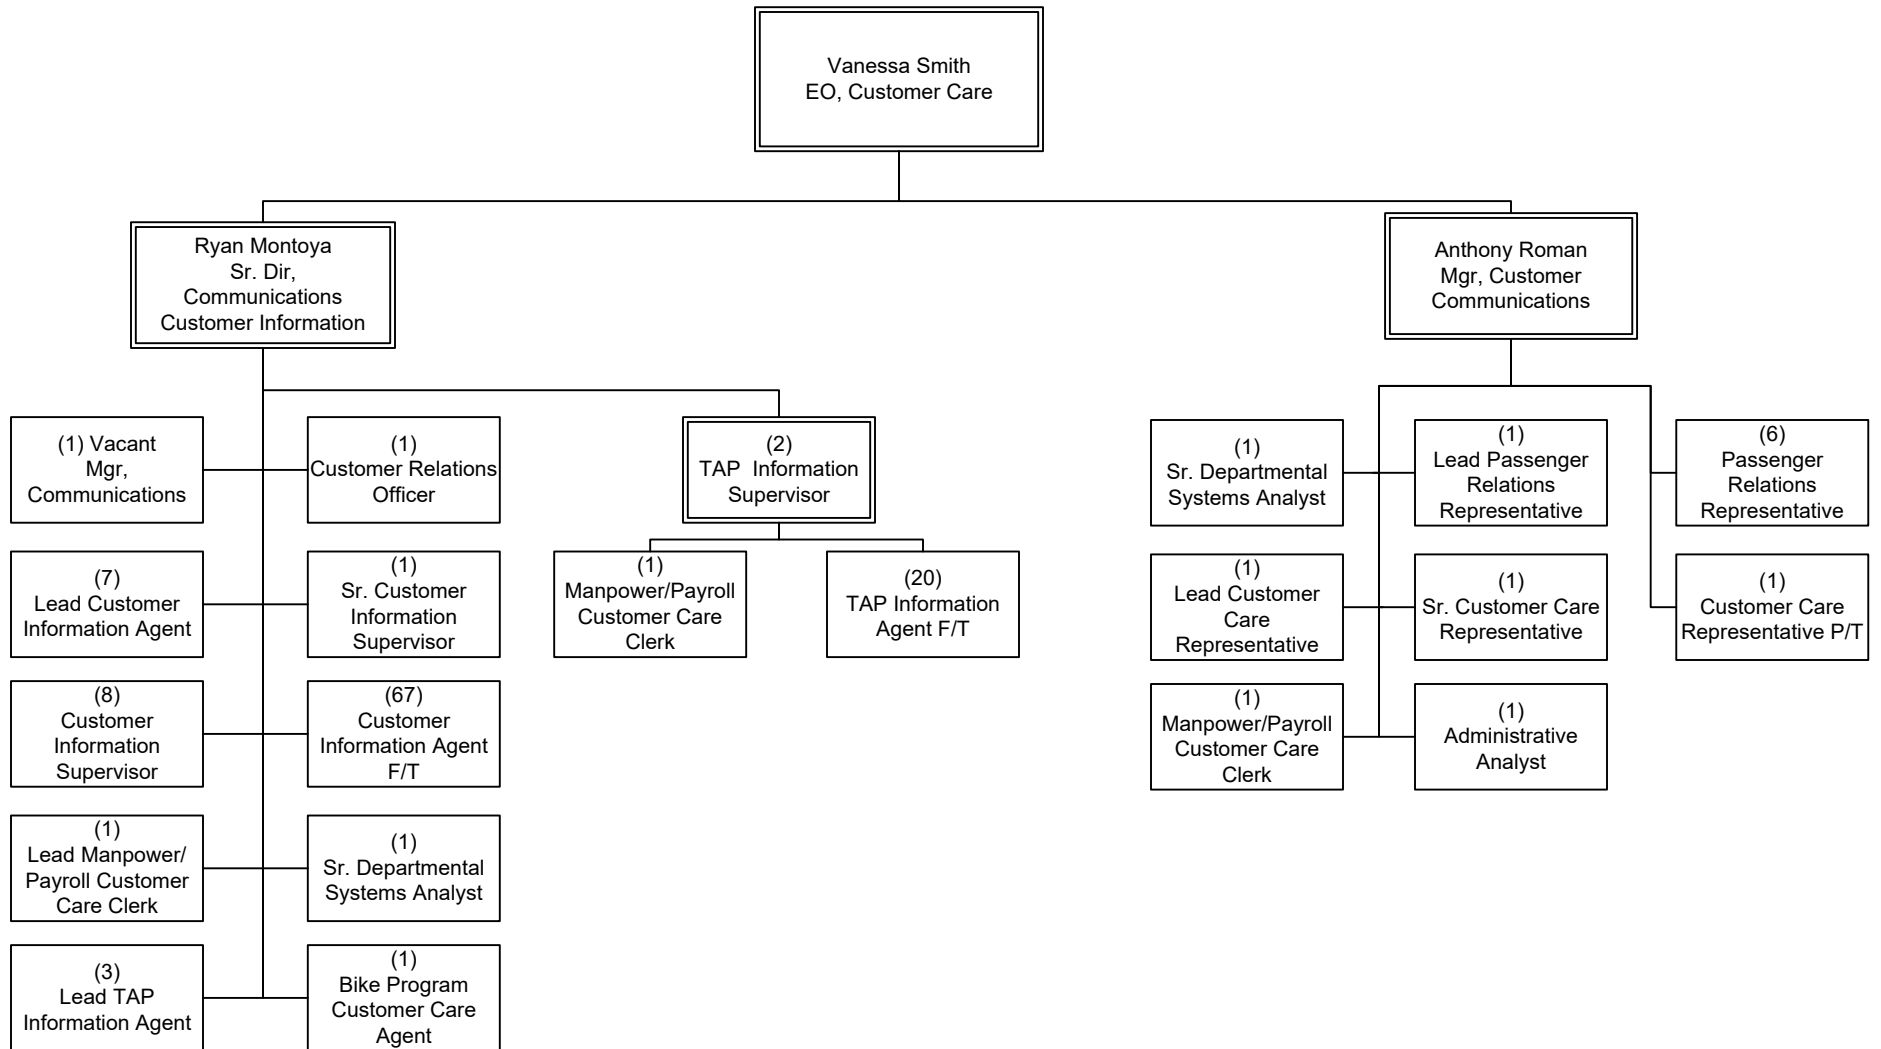 Vanessa Smith
EO, Customer Care
Ryan Montoya
Sr. Dir,
Communications
Customer Information
Anthony Roman
Mgr, Customer
Communications
(1) Vacant
Mgr,
Communications
(1)
Customer Relations
Officer
(2)
TAP Information
Supervisor
(1)
Sr. Departmental
Systems Analyst
(1)
Lead Passenger
Relations
Representative
(6)
Passenger
Relations
Representative
(7)
Lead Customer
Information Agent
(1)
Sr. Customer
Information
Supervisor
(1)
Manpower/Payroll
Customer Care
Clerk
(20)
TAP Information
Agent F/T
(1)
Lead Customer
Care
Representative
(1)
Sr. Customer Care
Representative
(1)
Customer Care
Representative P/T
(8)
Customer
Information
Supervisor
(67)
Customer
Information Agent
F/T
(1)
Manpower/Payroll
Customer Care
Clerk
(1)
Administrative
Analyst
(1)
Lead Manpower/
Payroll Customer
Care Clerk
(1)
Sr. Departmental
Systems Analyst
(3)
Lead TAP
Information Agent
(1)
Bike Program
Customer Care
Agent